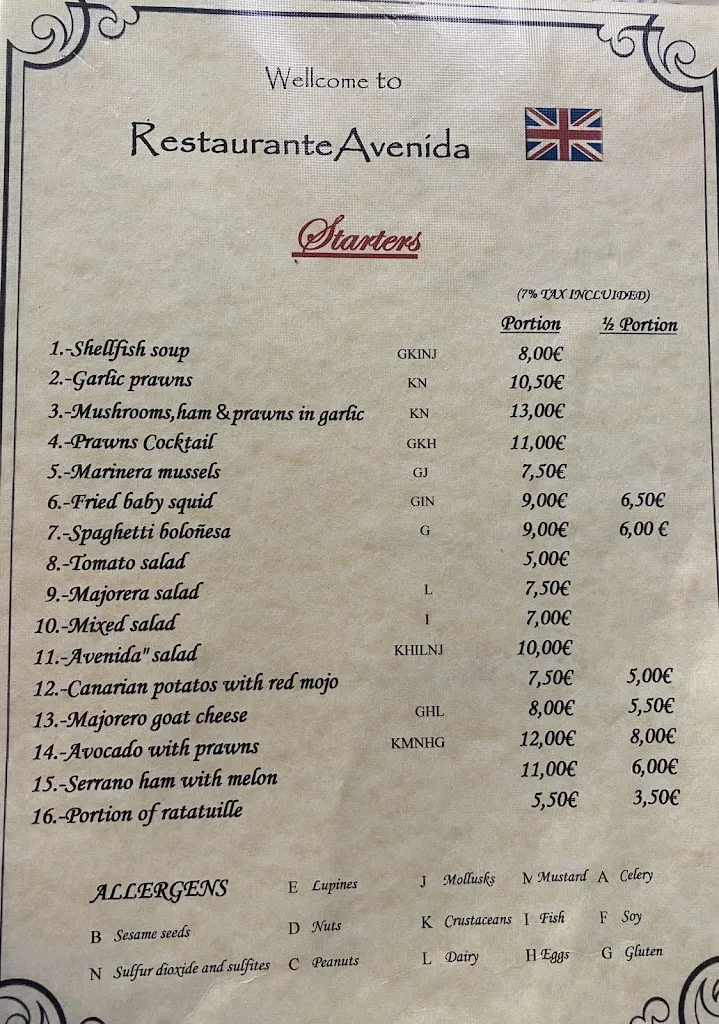 Wellcome to
Restaurante Avenida
Starters
(7% TAX INCLUIDED)
Portion ½ Portion
1.-Shellfish soup GKINJ 8,00€
2.-Garlic prawns KN 10,50€
3.-Mushrooms,ham & prawns in garlic KN 13,00€
4.-Prawns Cocktail GKH 11,00€
5.-Marinera mussels GJ 7,50€
6.-Fried baby squid GIN 9,00€ 6,50€
7.-Spaghetti boloñesa G 9,00€ 6,00 €
8.-Tomato salad 5,00€
9.-Majorera salad L 7,50€
10.-Mixed salad I 7,00€
11.-Avenida" salad KHILNJ 10,00€
12.-Canarian potatos with red mojo 7,50€ 5,00€
13.-Majorero goat cheese GHL 8,00€ 5,50€
14.-Avocado with prawns KMNHG 12,00€ 8,00€
15.-Serrano ham with melon 11,00€ 6,00€
16.-Portion of ratatuille 5,50€ 3,50€
ALLERGENS E Lupines J Mollusks M Mustard A Celery
B Sesame seeds D Nuts K Crustaceans I Fish F Soy
N Sulfur dioxide and sulfites C Peanuts L Dairy H Eggs G Gluten